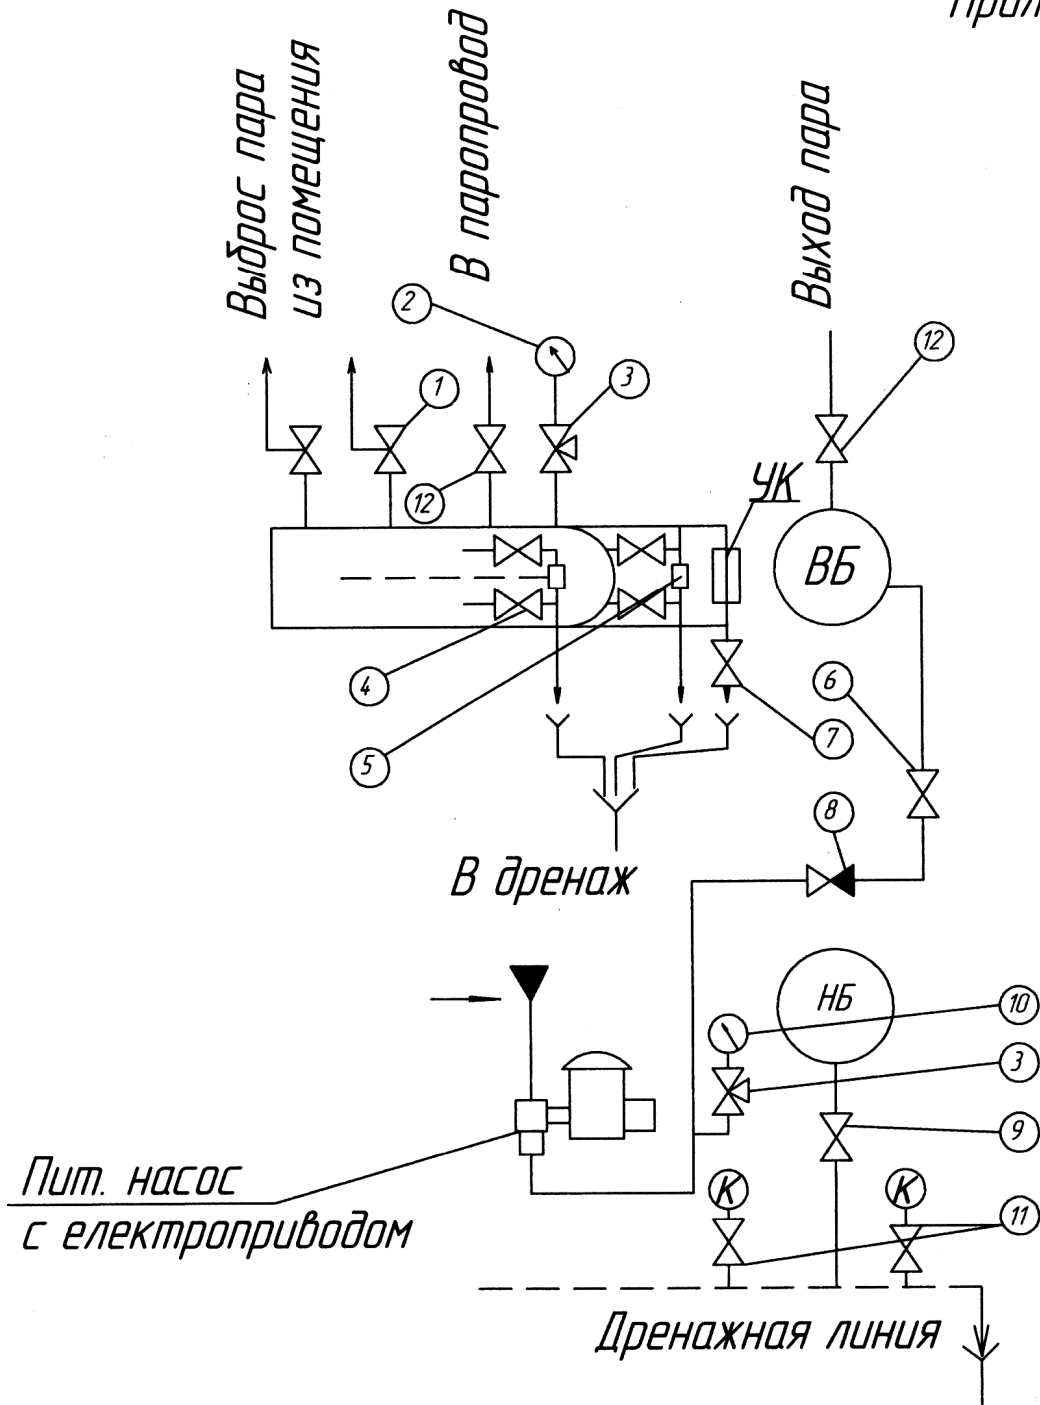 Прил
Выброс пара
из помещения
В паропровод
Выход пара
2
12
3
1
12
УК
ВБ
4
6
7
5
8
В дренаж
НБ
10
3
9
Пит. насос
с електроприводом
К
К
11
Дренажная линия